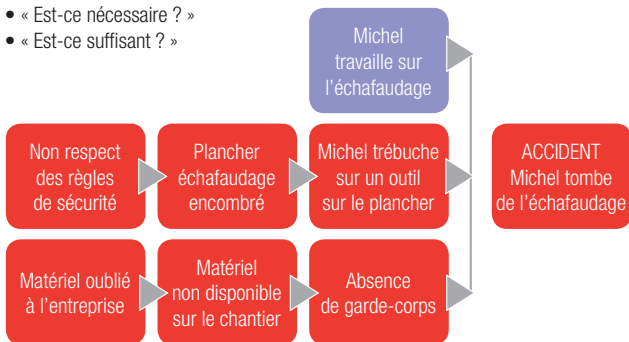 • « Est-ce nécessaire ? »
• « Est-ce suffisant ? »
Michel
travaille sur
l'échafaudage
Non respect
des règles
de sécurité
Plancher
échafaudage
encombré
Michel trébuche
sur un outil
sur le plancher
ACCIDENT
Michel tombe
de l'échafaudage
Matériel oublié
à l'entreprise
Matériel
non disponible
sur le chantier
Absence
de garde-corps